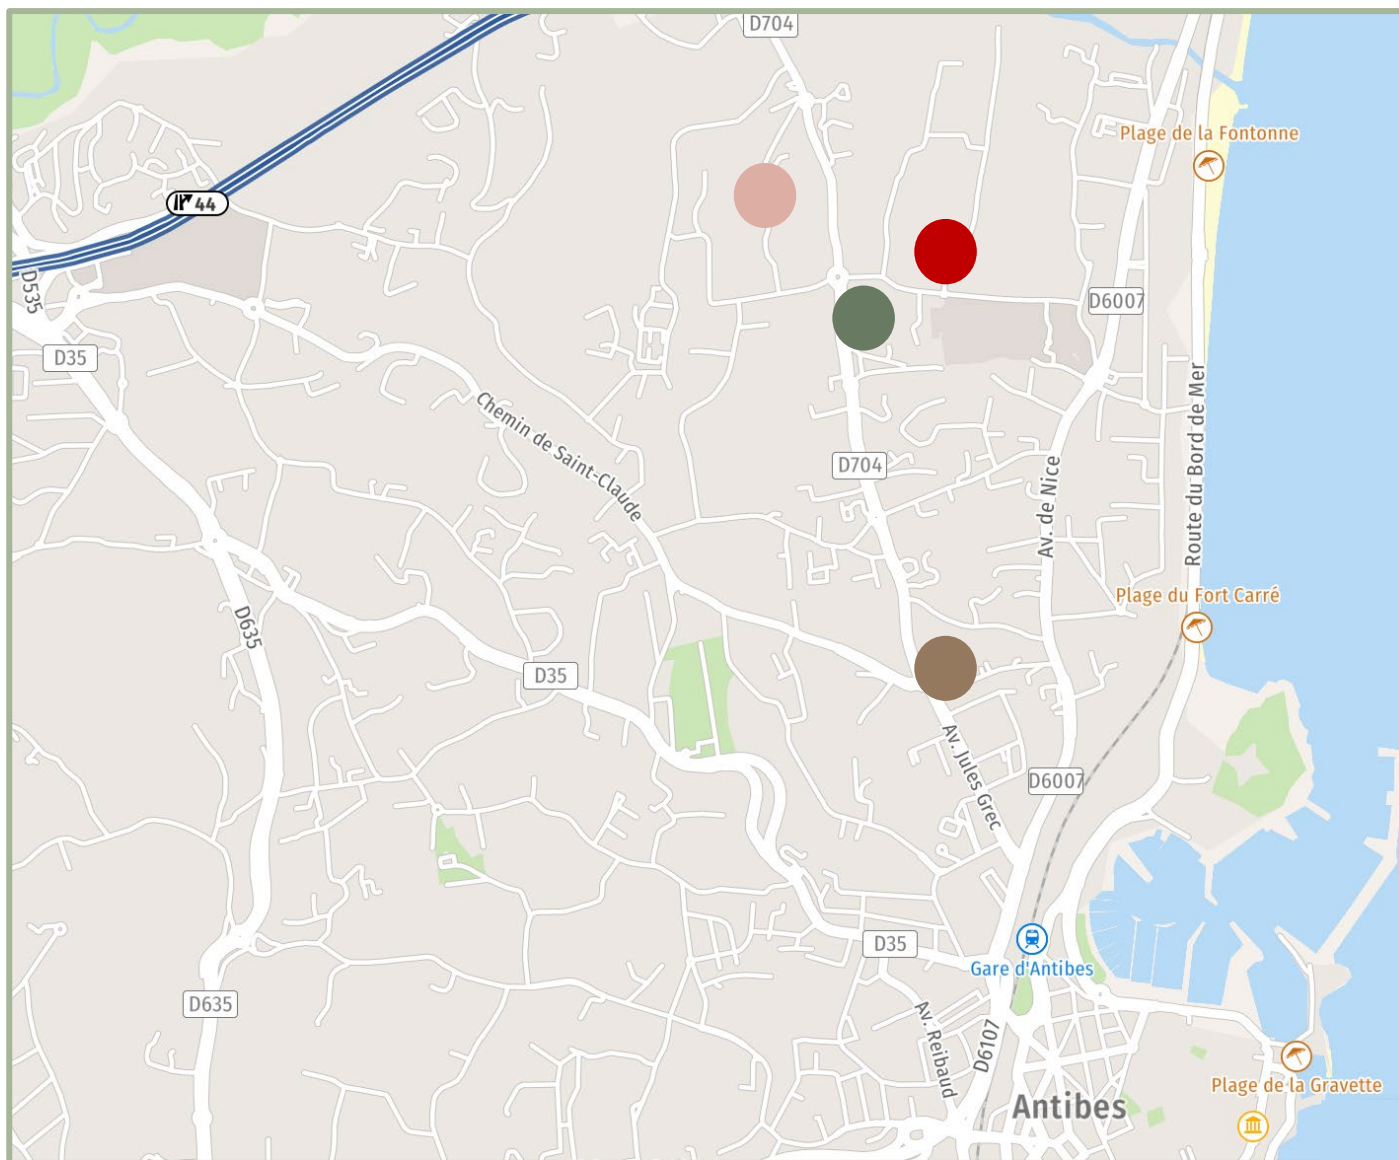 D704
Plage de la Fontonne
44
D535
D6007
D35
Chemin de Saint-Claude
Route du Bord de Mer
D704
Av. de Nice
Plage du Fort Carré
D635
D35
Av. Jules Grec
D6007
D35
Gare d'Antibes
D635
Av. Reibaud
D6107
Plage de la Gravette
Antibes